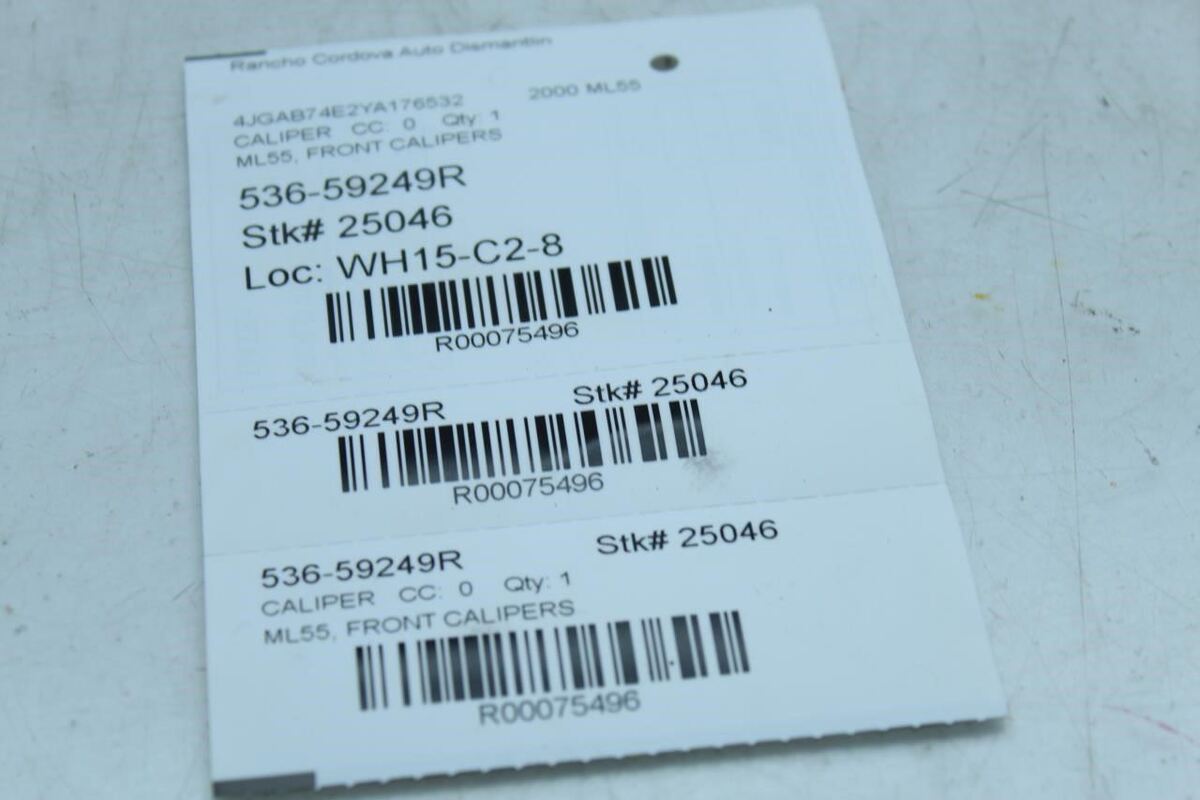 Rancho Cordova Auto Dismantlin
4JGAB74E2YA176532 2000 ML55
CALIPER CC: 0 Qty: 1
ML55, FRONT CALIPERS
536-59249R
Stk# 25046
Loc: WH15-C2-8
R00075496
536-59249R Stk# 25046
R00075496
536-59249R Stk# 25046
CALIPER CC: 0 Qty: 1
ML55, FRONT CALIPERS
R00075496